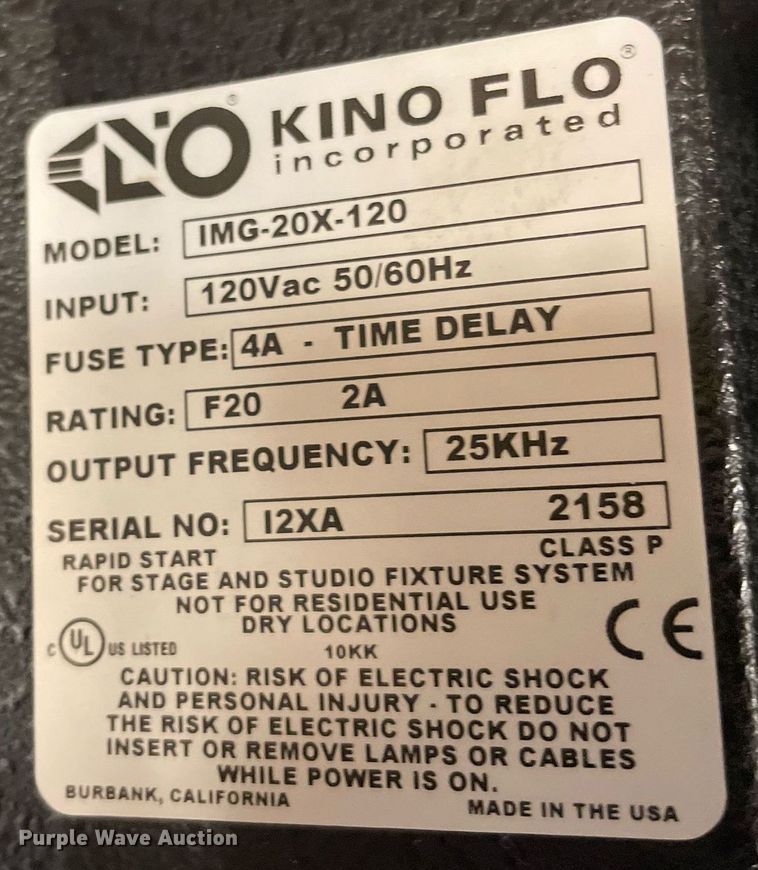 KINO FLO®
incorporated
MODEL: IMG-20X-120
INPUT: 120Vac 50/60Hz
FUSE TYPE: 4A - TIME DELAY
RATING: F20 2A
OUTPUT FREQUENCY: 25KHz
SERIAL NO: I2XA 2158
RAPID START CLASS P
FOR STAGE AND STUDIO FIXTURE SYSTEM
NOT FOR RESIDENTIAL USE
DRY LOCATIONS
C UL US LISTED 10KK CE
CAUTION: RISK OF ELECTRIC SHOCK
AND PERSONAL INJURY - TO REDUCE
THE RISK OF ELECTRIC SHOCK DO NOT
INSERT OR REMOVE LAMPS OR CABLES
WHILE POWER IS ON.
BURBANK, CALIFORNIA MADE IN THE USA
Purple Wave Auction